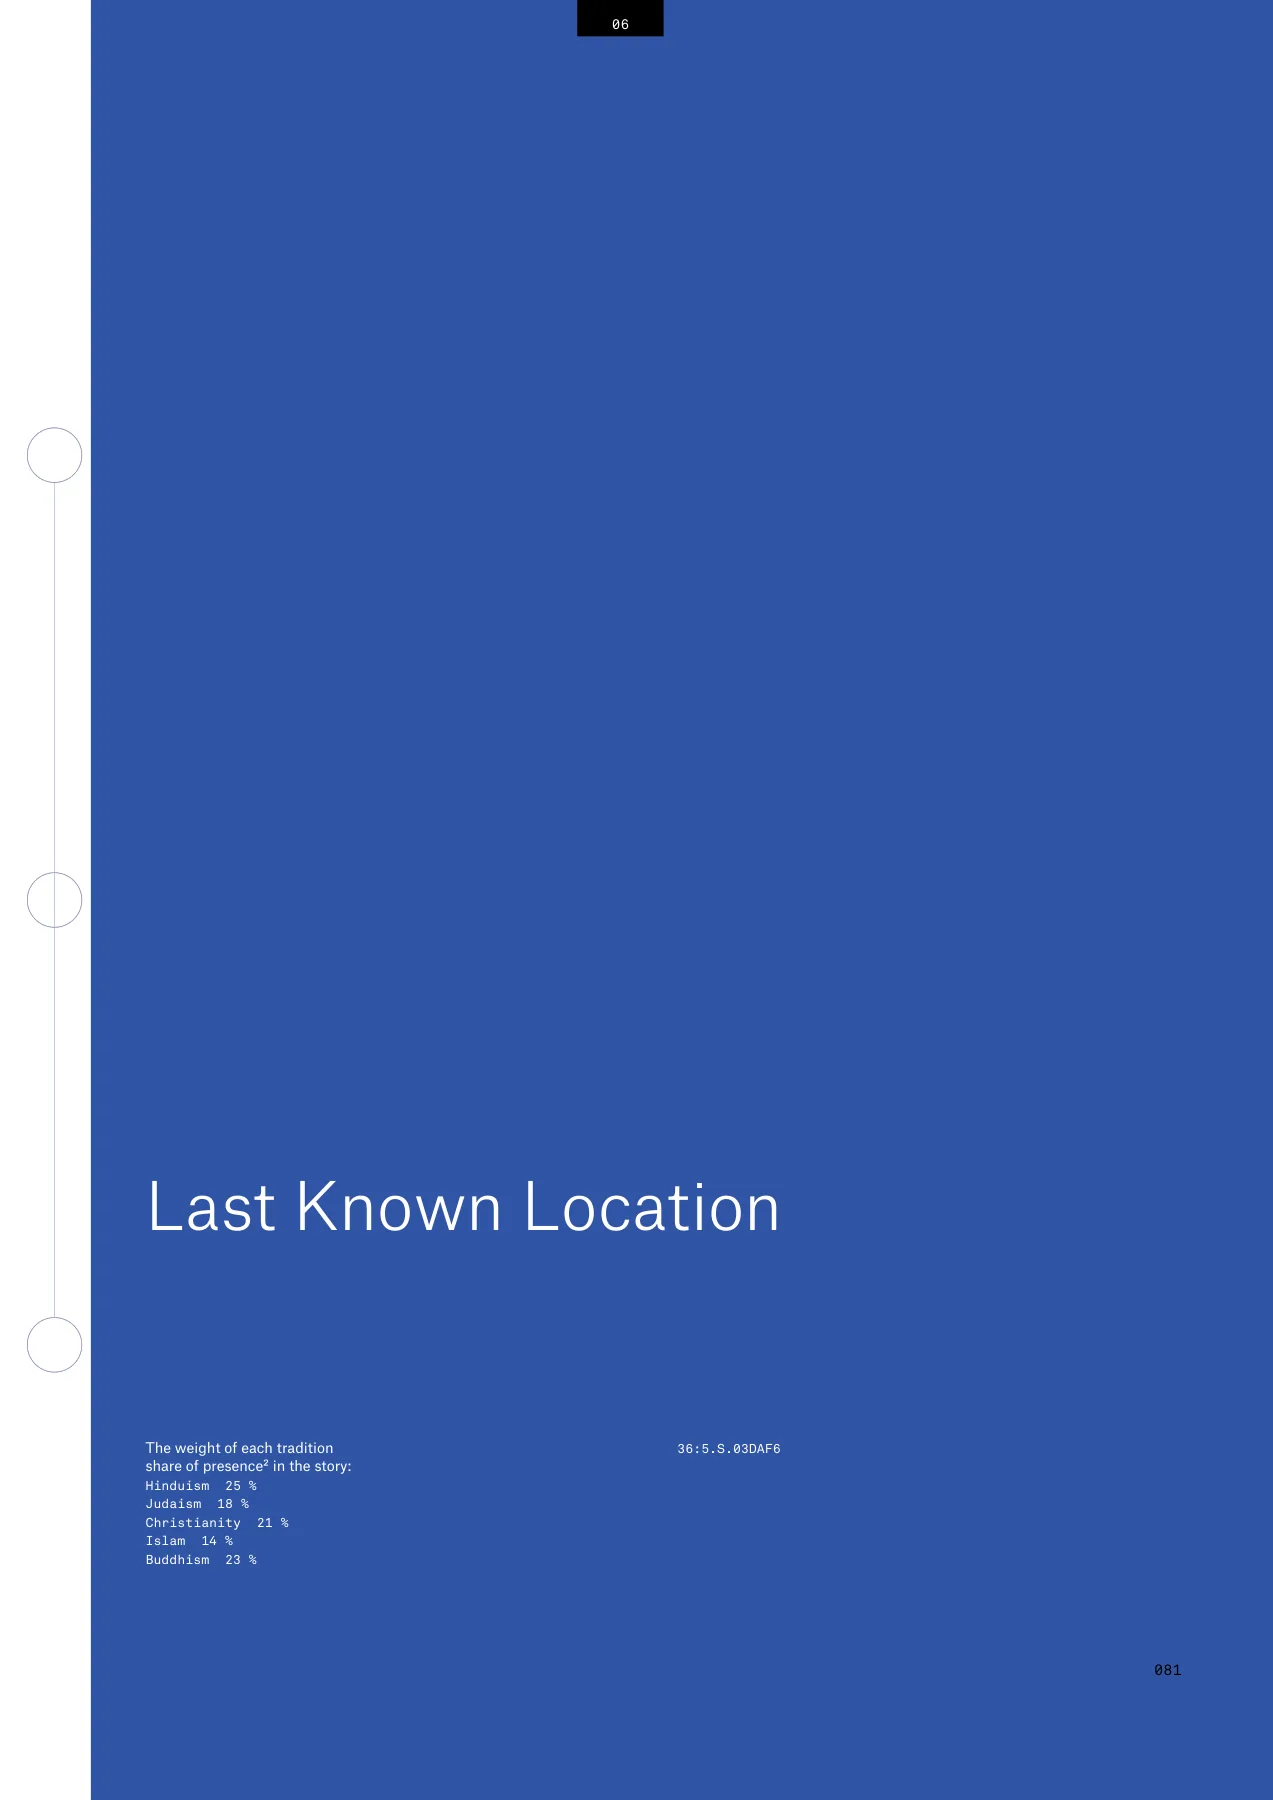 06
Last Known Location
The weight of each tradition
share of presence² in the story:
Hinduism  25 %
Judaism  18 %
Christianity  21 %
Islam  14 %
Buddhism  23 %
36:5.S.03DAF6
081